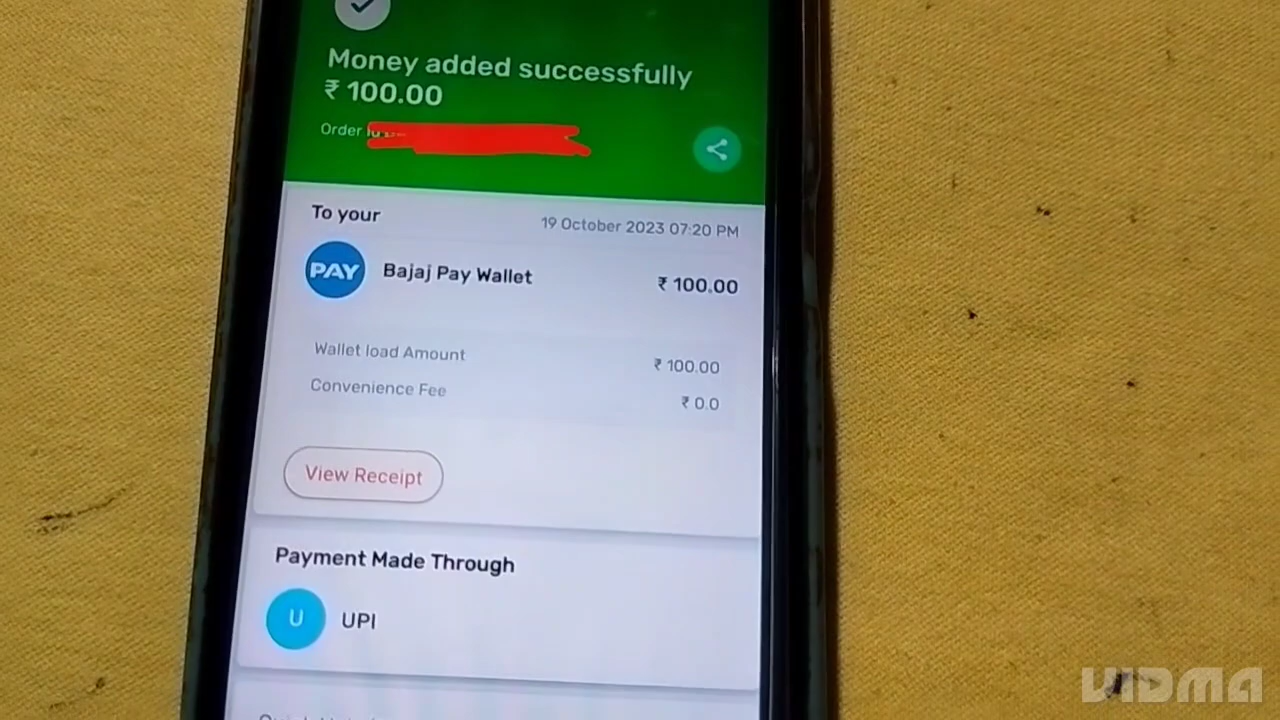 Money added successfully
₹ 100.00
Order
To your
19 October 2023 07:20 PM
PAY
Bajaj Pay Wallet
₹ 100.00
Wallet load Amount
₹ 100.00
Convenience Fee
₹ 0.0
View Receipt
Payment Made Through
U
UPI
VIDMA